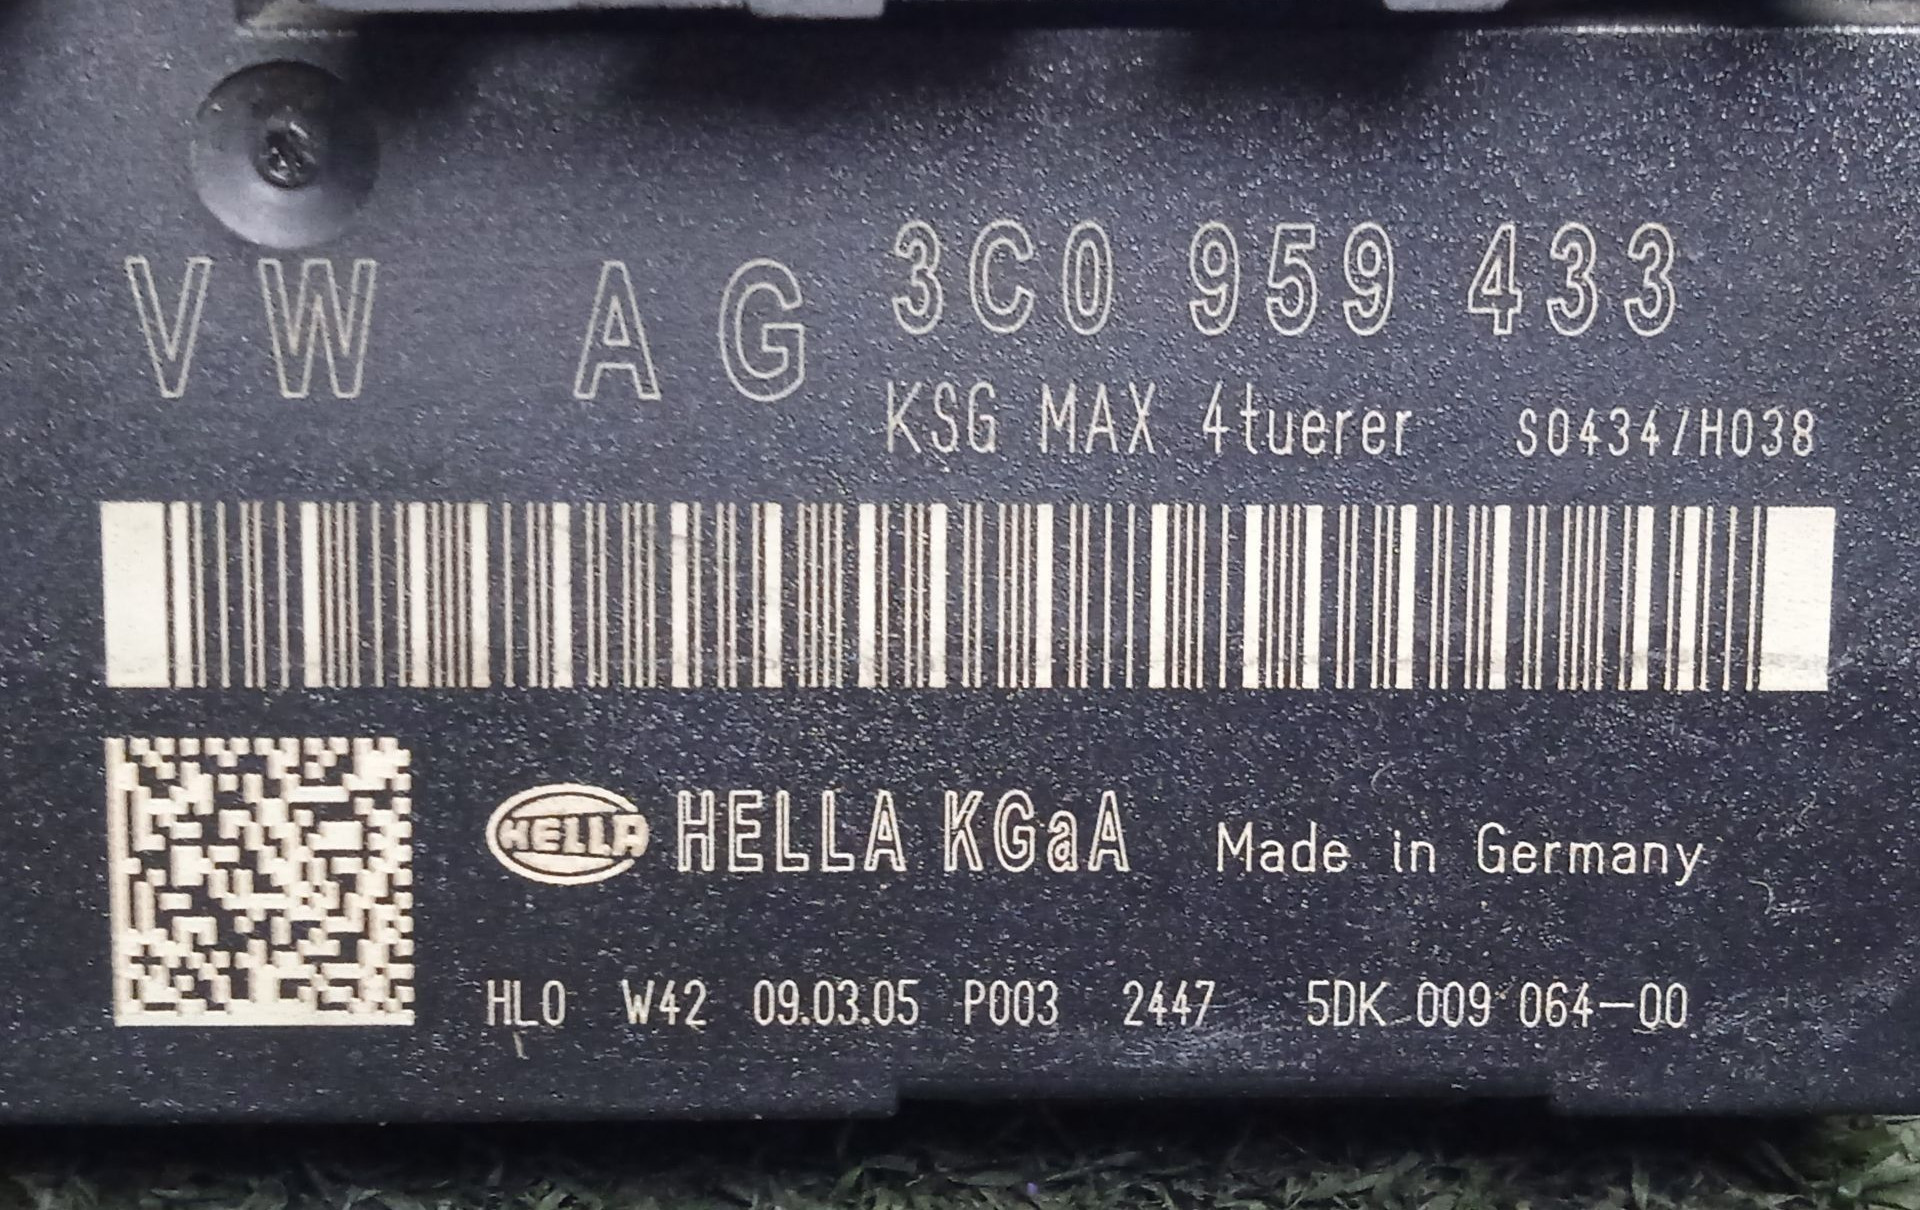 VW AG 3C0 959 433
KSG MAX 4tuerer S0434/H038
HELLA HELLA KGaA Made in Germany
HL0 W42 09.03.05 P003 2447 5DK 009 064-00